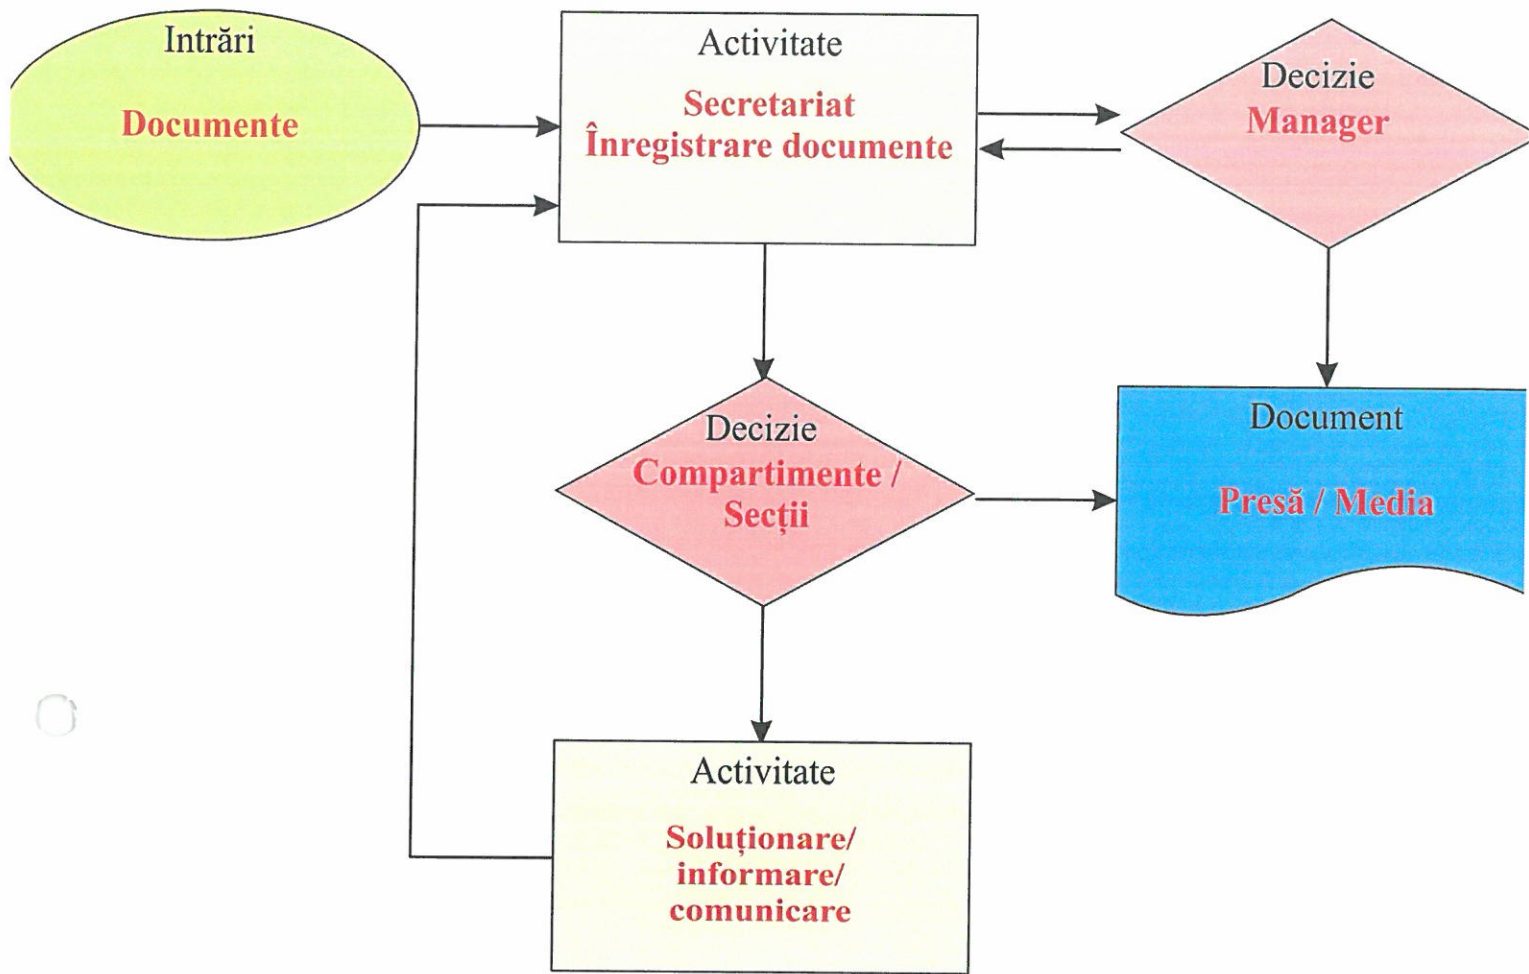 Intrări
Documente
Activitate
Secretariat
Înregistrare documente
Decizie
Manager
Decizie
Compartimente /
Secții
Document
Presă / Media
Activitate
Soluționare/
informare/
comunicare